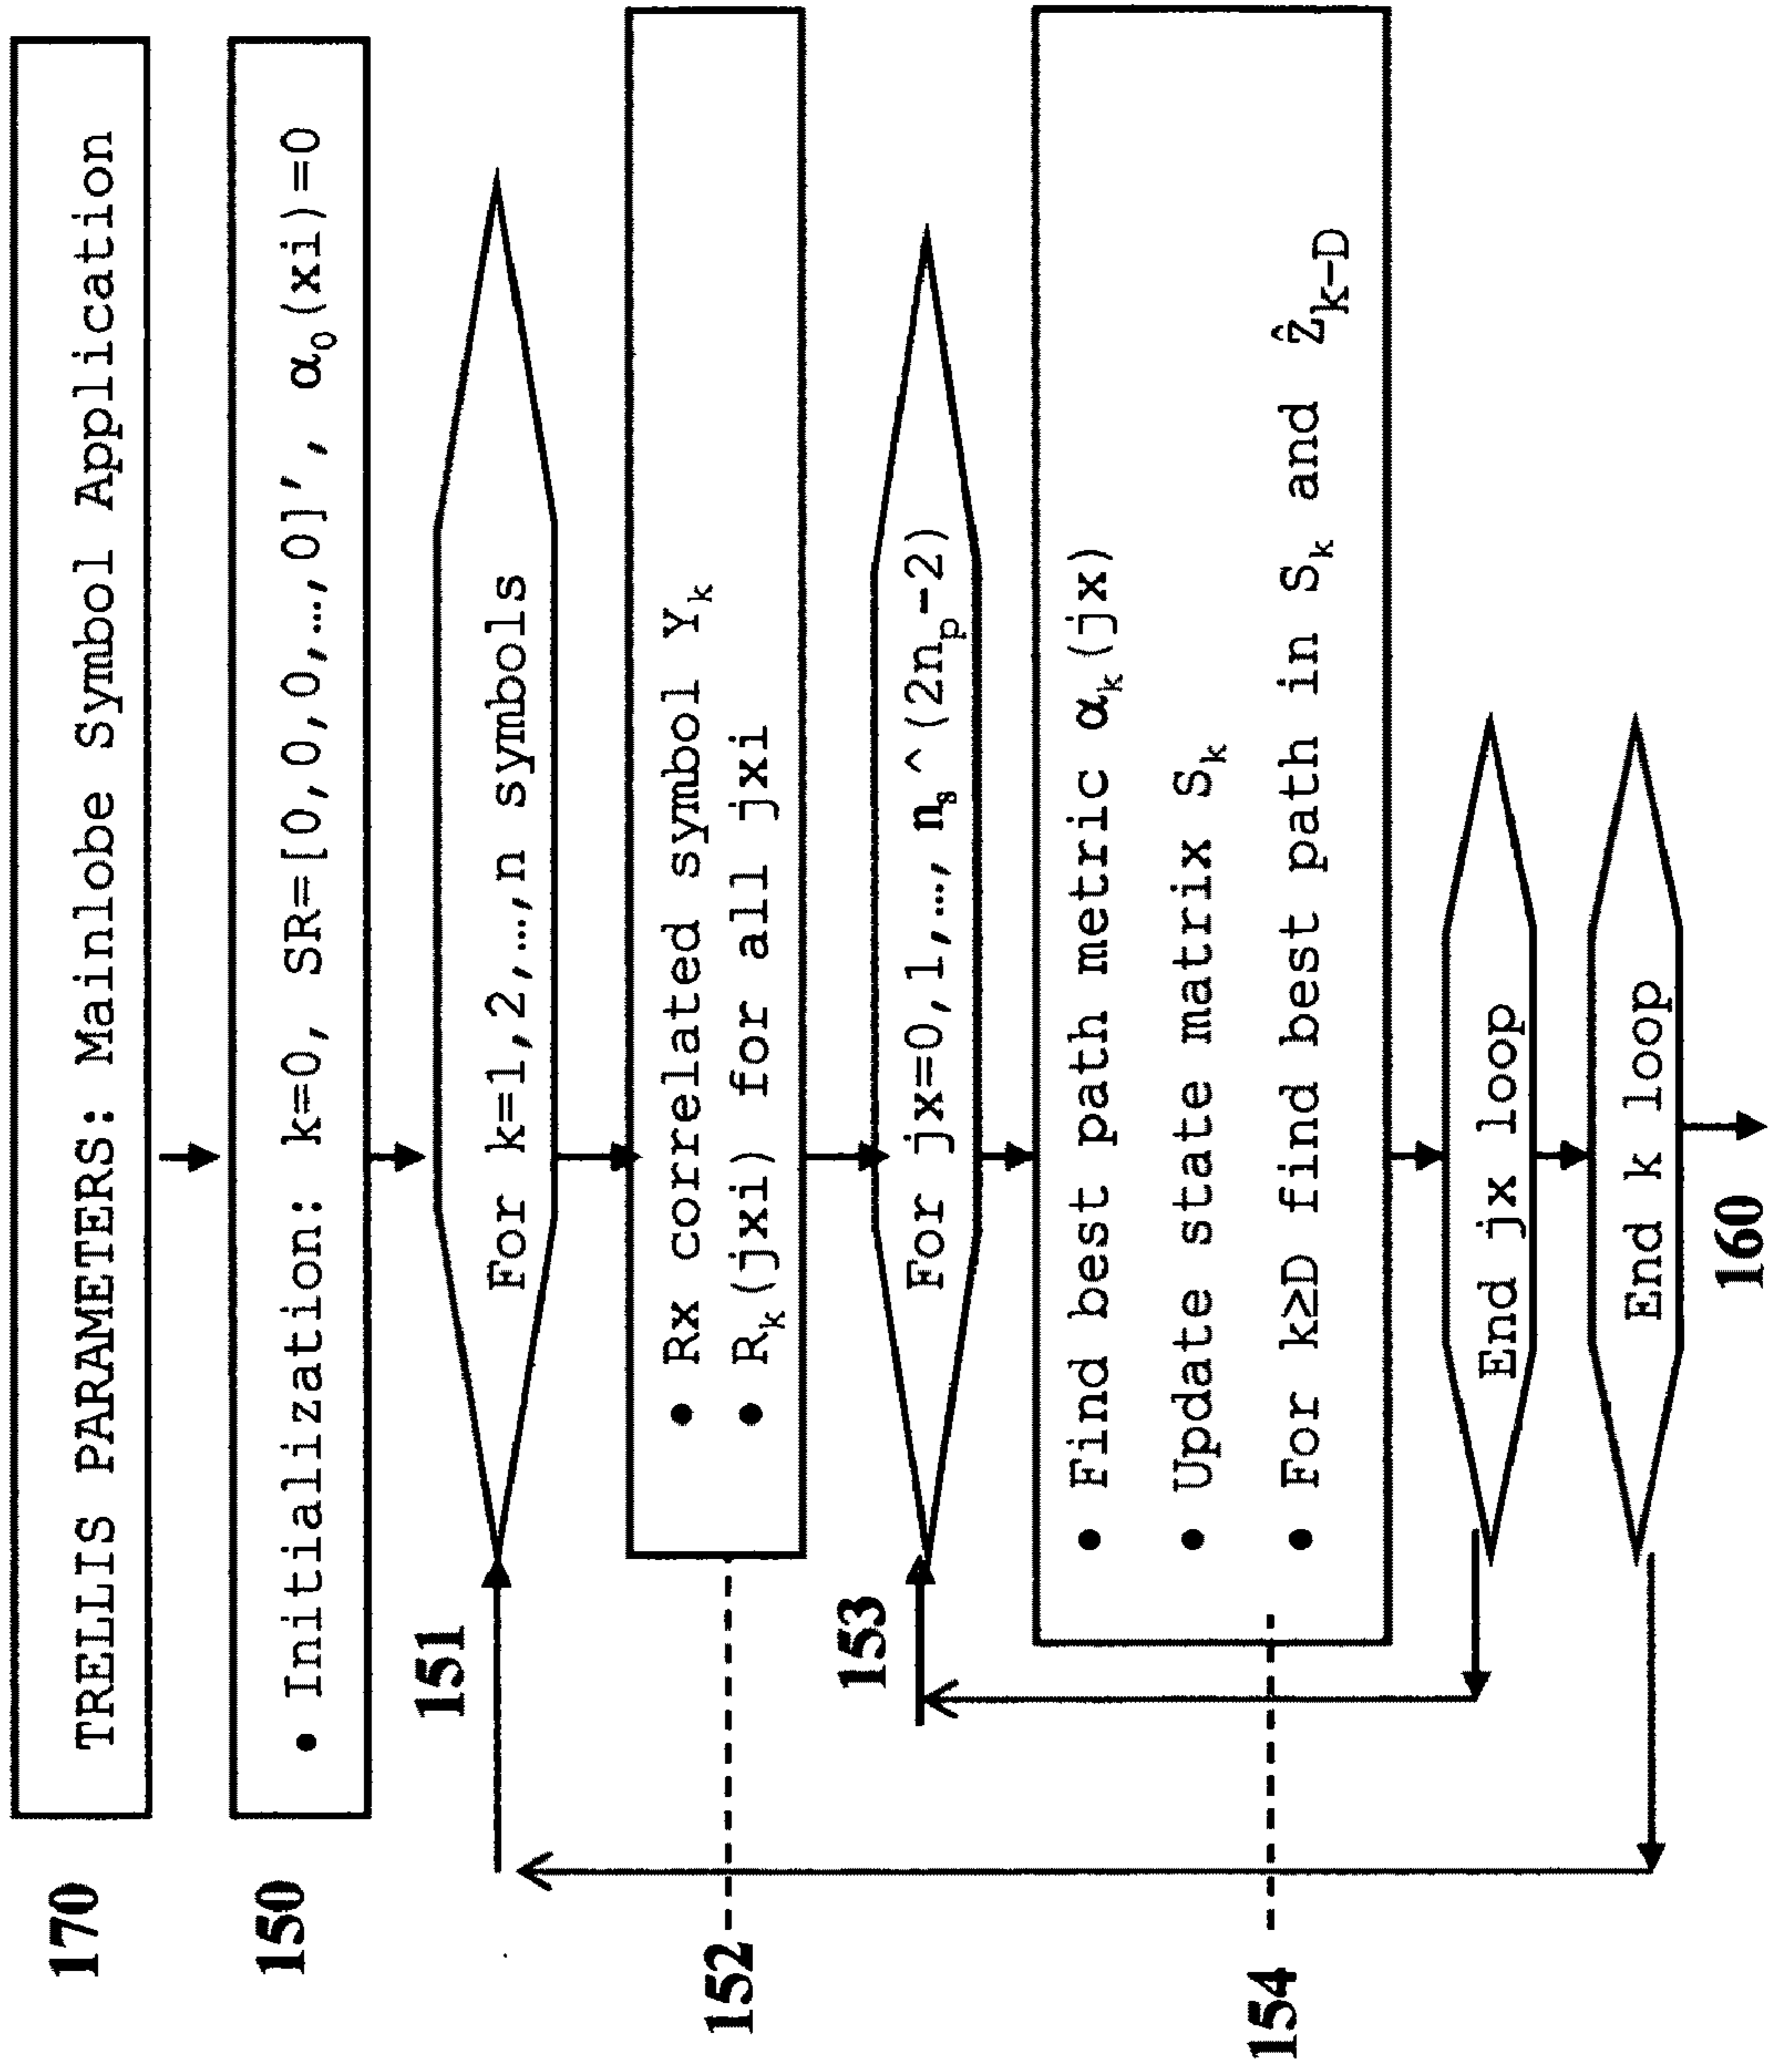 170
TRELLIS PARAMETERS: Mainlobe Symbol Application
150
• Initialization: k=0, SR=[0,0,0,0,…,0]′, α₀(xi)=0
151
For k=1,2,…,n symbols
152
• Rx correlated symbol Yₖ
• Rₖ(jxi) for all jxi
153
For jx=0,1,…, nₛ^(2nₚ-2)
154
• Find best path metric αₖ(jx)
• Update state matrix Sₖ
• For k≥D find best path in Sₖ and Ẑ_{k-D}
End jx loop
End k loop
160